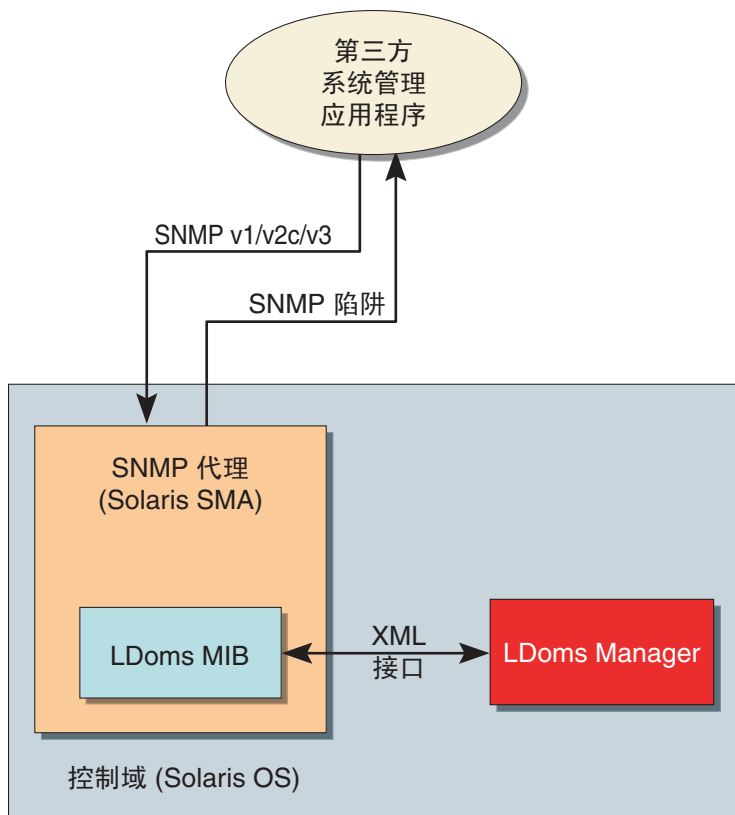 第三方
系统管理
应用程序
SNMP v1/v2c/v3
SNMP 陷阱
SNMP 代理
(Solaris SMA)
LDoms MIB
XML
接口
LDoms Manager
控制域 (Solaris OS)